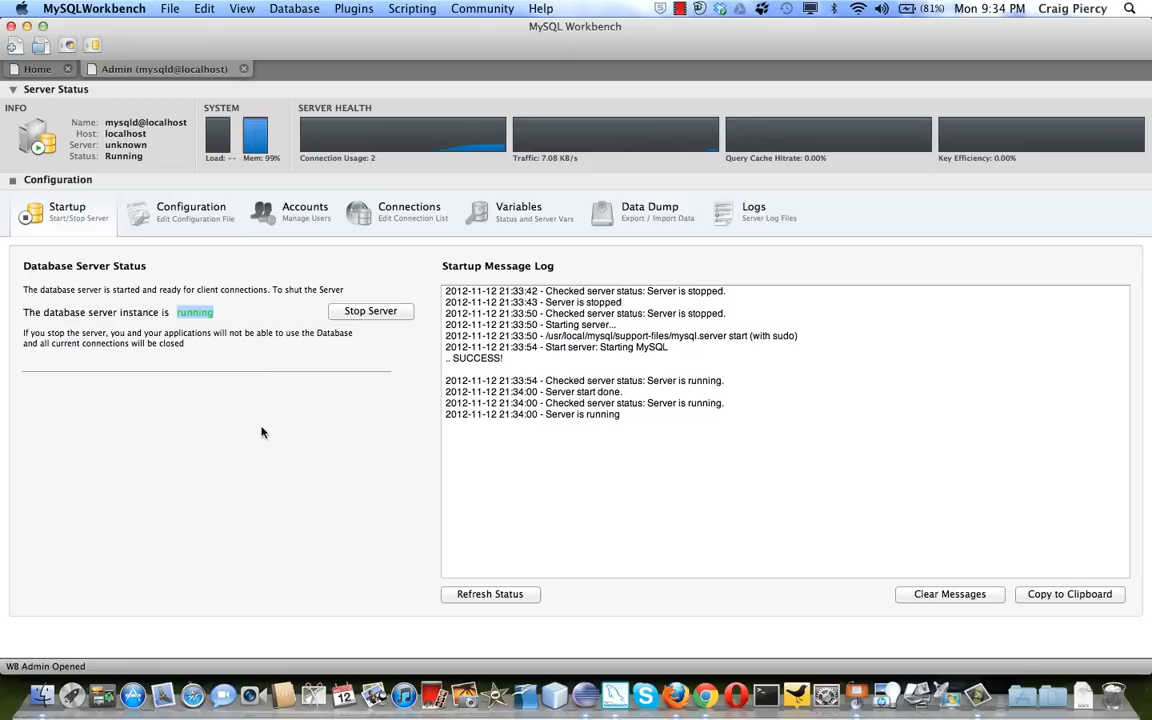 MySQLWorkbench File Edit View Database Plugins Scripting Community Help (81%) Mon 9:34 PM Craig Piercy
MySQL Workbench
Home Admin (mysqld@localhost)
Server Status
INFO SYSTEM SERVER HEALTH
Name: mysqld@localhost
Host: localhost
Server: unknown
Status: Running
Load: -- Mem: 99% Connection Usage: 2 Traffic: 7.08 KB/s Query Cache Hitrate: 0.00% Key Efficiency: 0.00%
Configuration
Startup Configuration Accounts Connections Variables Data Dump Logs
Start/Stop Server Edit Configuration File Manage Users Edit Connection List Status and Server Vars Export / Import Data Server Log Files
Database Server Status
The database server is started and ready for client connections. To shut the Server
The database server instance is running Stop Server
If you stop the server, you and your applications will not be able to use the Database
and all current connections will be closed
Startup Message Log
2012-11-12 21:33:42 - Checked server status: Server is stopped.
2012-11-12 21:33:43 - Server is stopped
2012-11-12 21:33:50 - Checked server status: Server is stopped.
2012-11-12 21:33:50 - Starting server...
2012-11-12 21:33:50 - /usr/local/mysql/support-files/mysql.server start (with sudo)
2012-11-12 21:33:54 - Start server: Starting MySQL
.. SUCCESS!
2012-11-12 21:33:54 - Checked server status: Server is running.
2012-11-12 21:34:00 - Server start done.
2012-11-12 21:34:00 - Checked server status: Server is running.
2012-11-12 21:34:00 - Server is running
Refresh Status Clear Messages Copy to Clipboard
WB Admin Opened
12